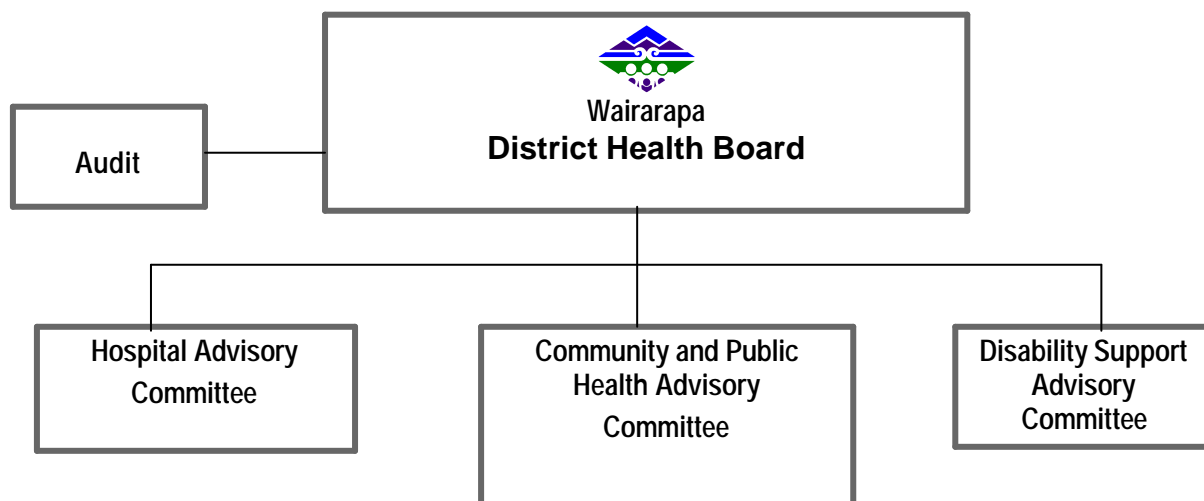 Wairarapa
District Health Board
Audit
Hospital Advisory
Committee
Community and Public
Health Advisory
Committee
Disability Support
Advisory
Committee